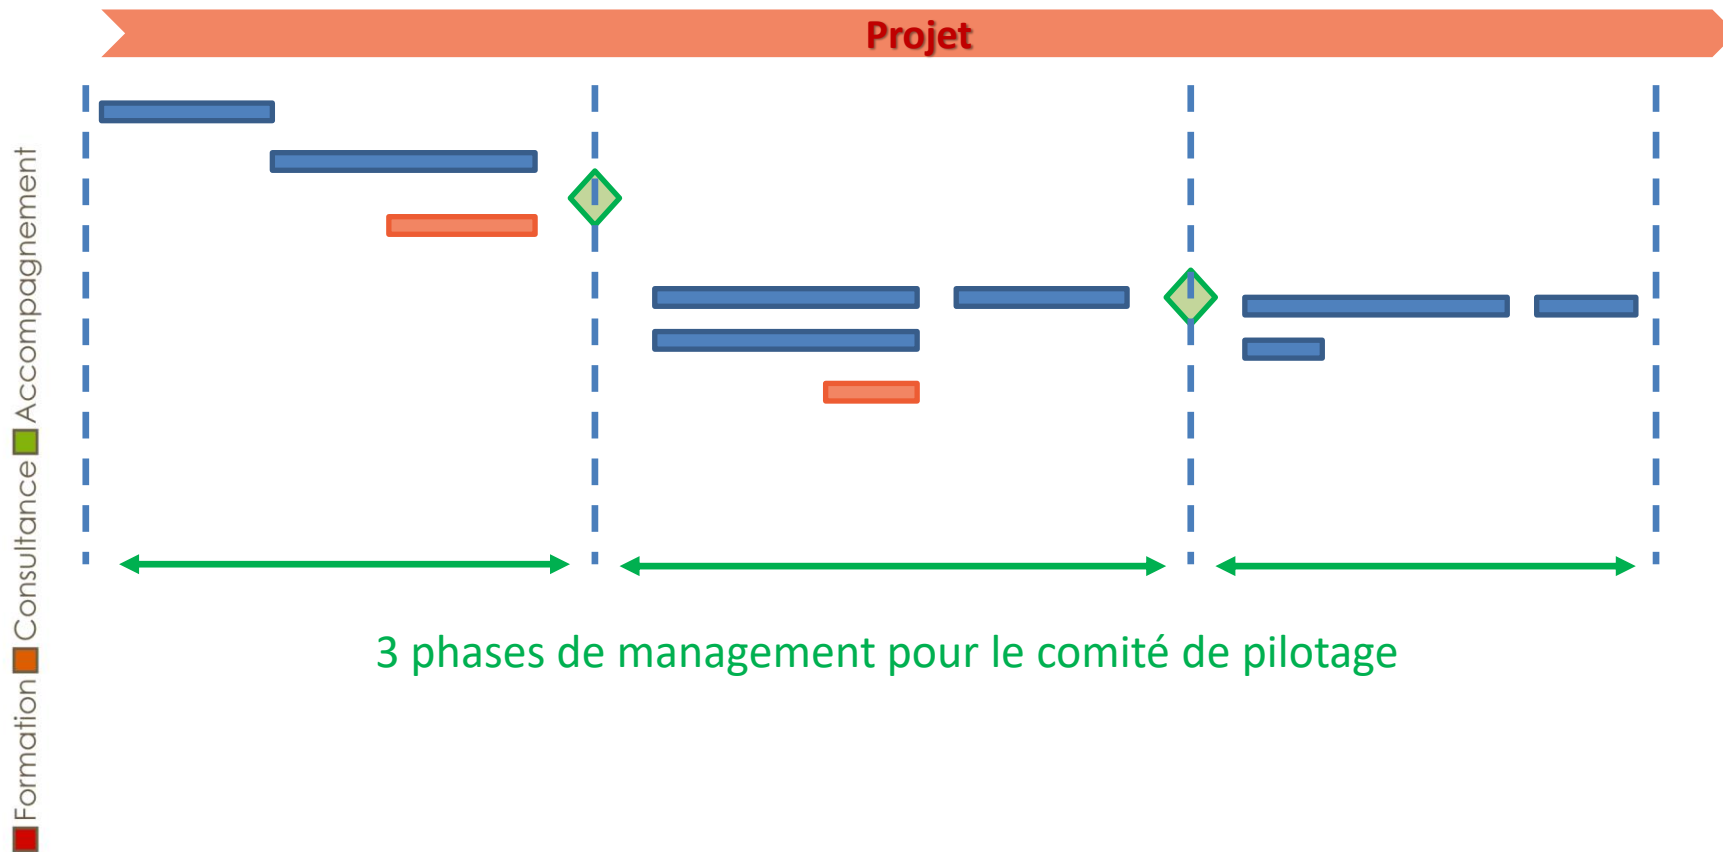 Projet
3 phases de management pour le comité de pilotage
Formation Consultance Accompagnement